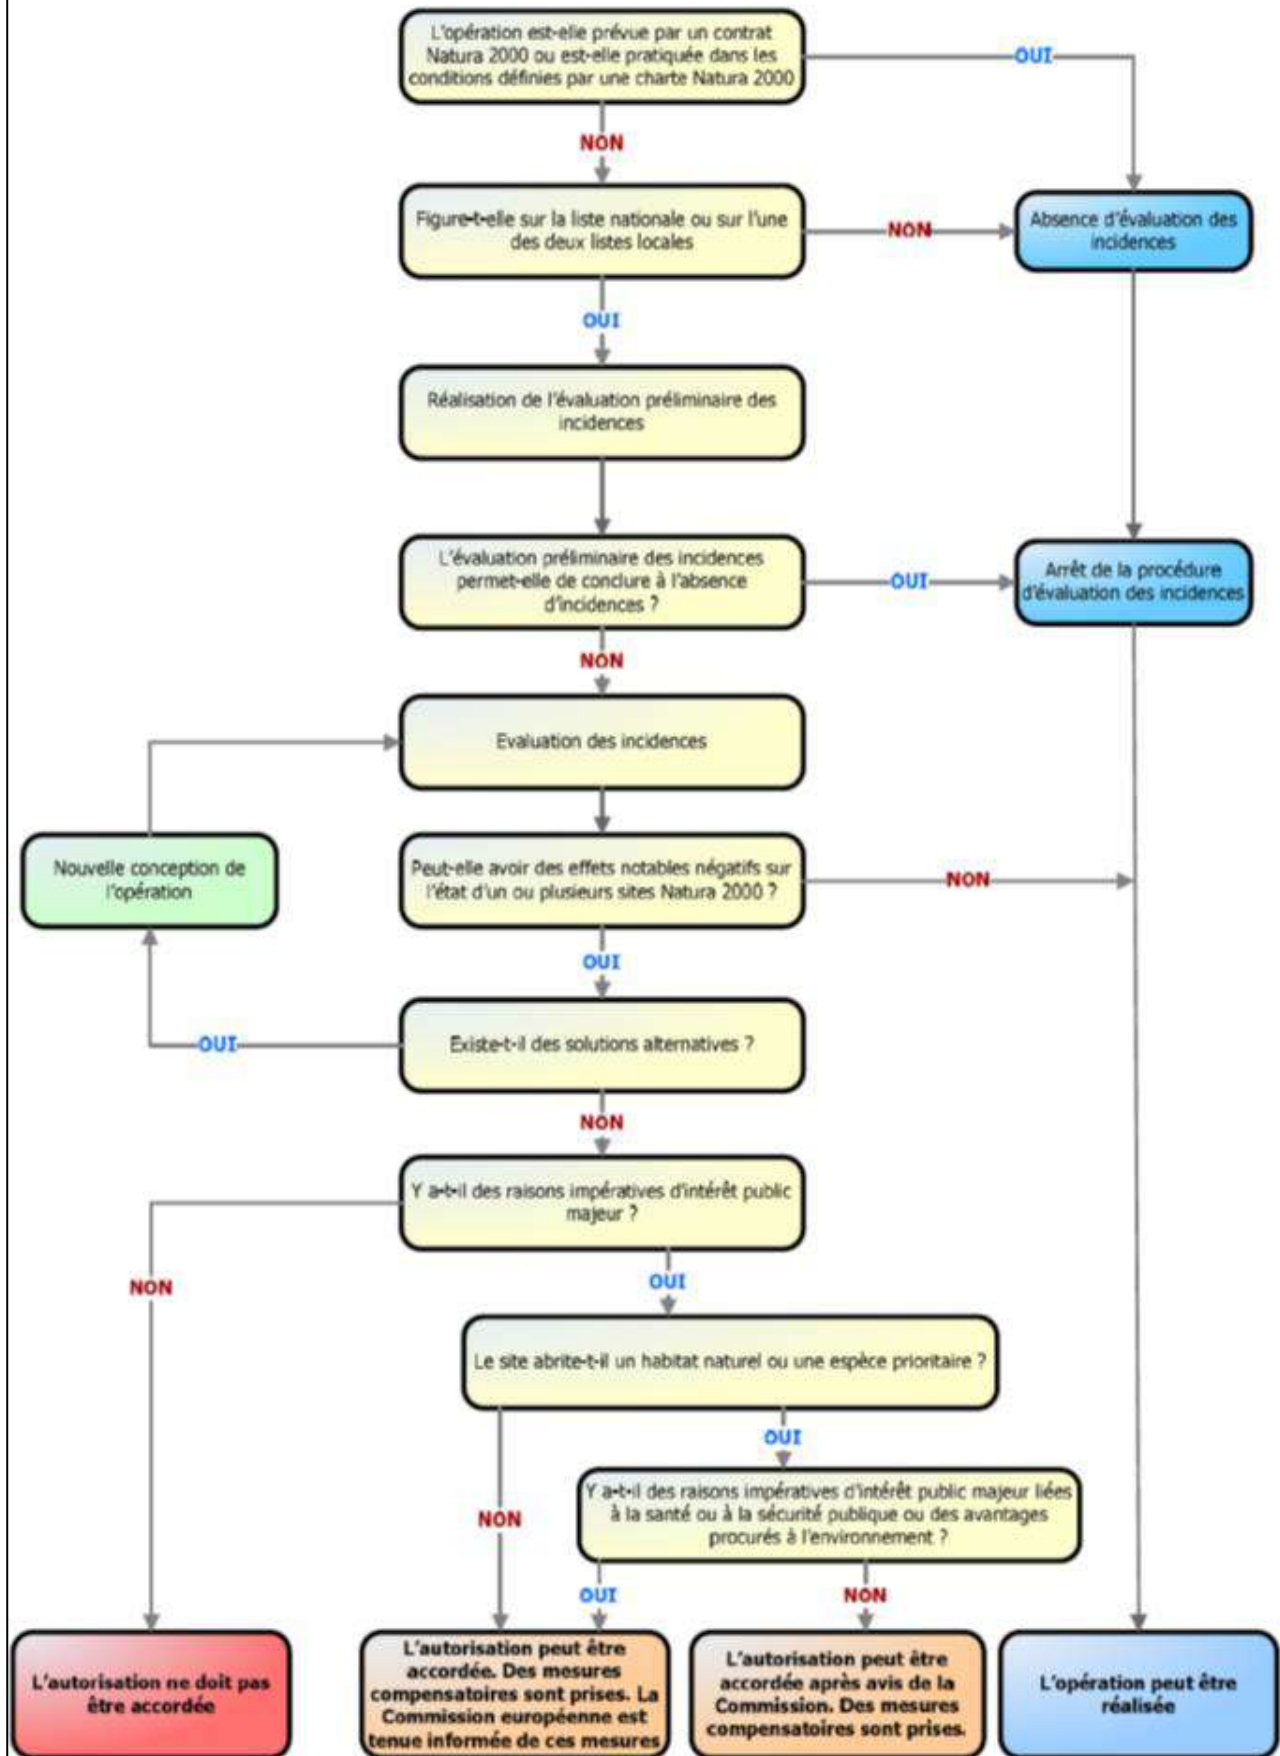 L'opération est-elle prévue par un contrat
Natura 2000 ou est-elle pratiquée dans les
conditions définies par une charte Natura 2000
OUI
NON
Figure-t-elle sur la liste nationale ou sur l'une
des deux listes locales
NON
Absence d'évaluation des
incidences
OUI
Réalisation de l'évaluation préliminaire des
incidences
L'évaluation préliminaire des incidences
permet-elle de conclure à l'absence
d'incidences ?
OUI
Arrêt de la procédure
d'évaluation des incidences
NON
Evaluation des incidences
Nouvelle conception de
l'opération
Peut-elle avoir des effets notables négatifs sur
l'état d'un ou plusieurs sites Natura 2000 ?
NON
OUI
OUI
Existe-t-il des solutions alternatives ?
NON
Y a-t-il des raisons impératives d'intérêt public
majeur ?
NON
OUI
Le site abrite-t-il un habitat naturel ou une espèce prioritaire ?
OUI
NON
Y a-t-il des raisons impératives d'intérêt public majeur liées
à la santé ou à la sécurité publique ou des avantages
procurés à l'environnement ?
OUI
NON
L'autorisation ne doit pas
être accordée
L'autorisation peut être
accordée. Des mesures
compensatoires sont prises. La
Commission européenne est
tenue informée de ces mesures
L'autorisation peut être
accordée après avis de la
Commission. Des mesures
compensatoires sont prises.
L'opération peut être
réalisée